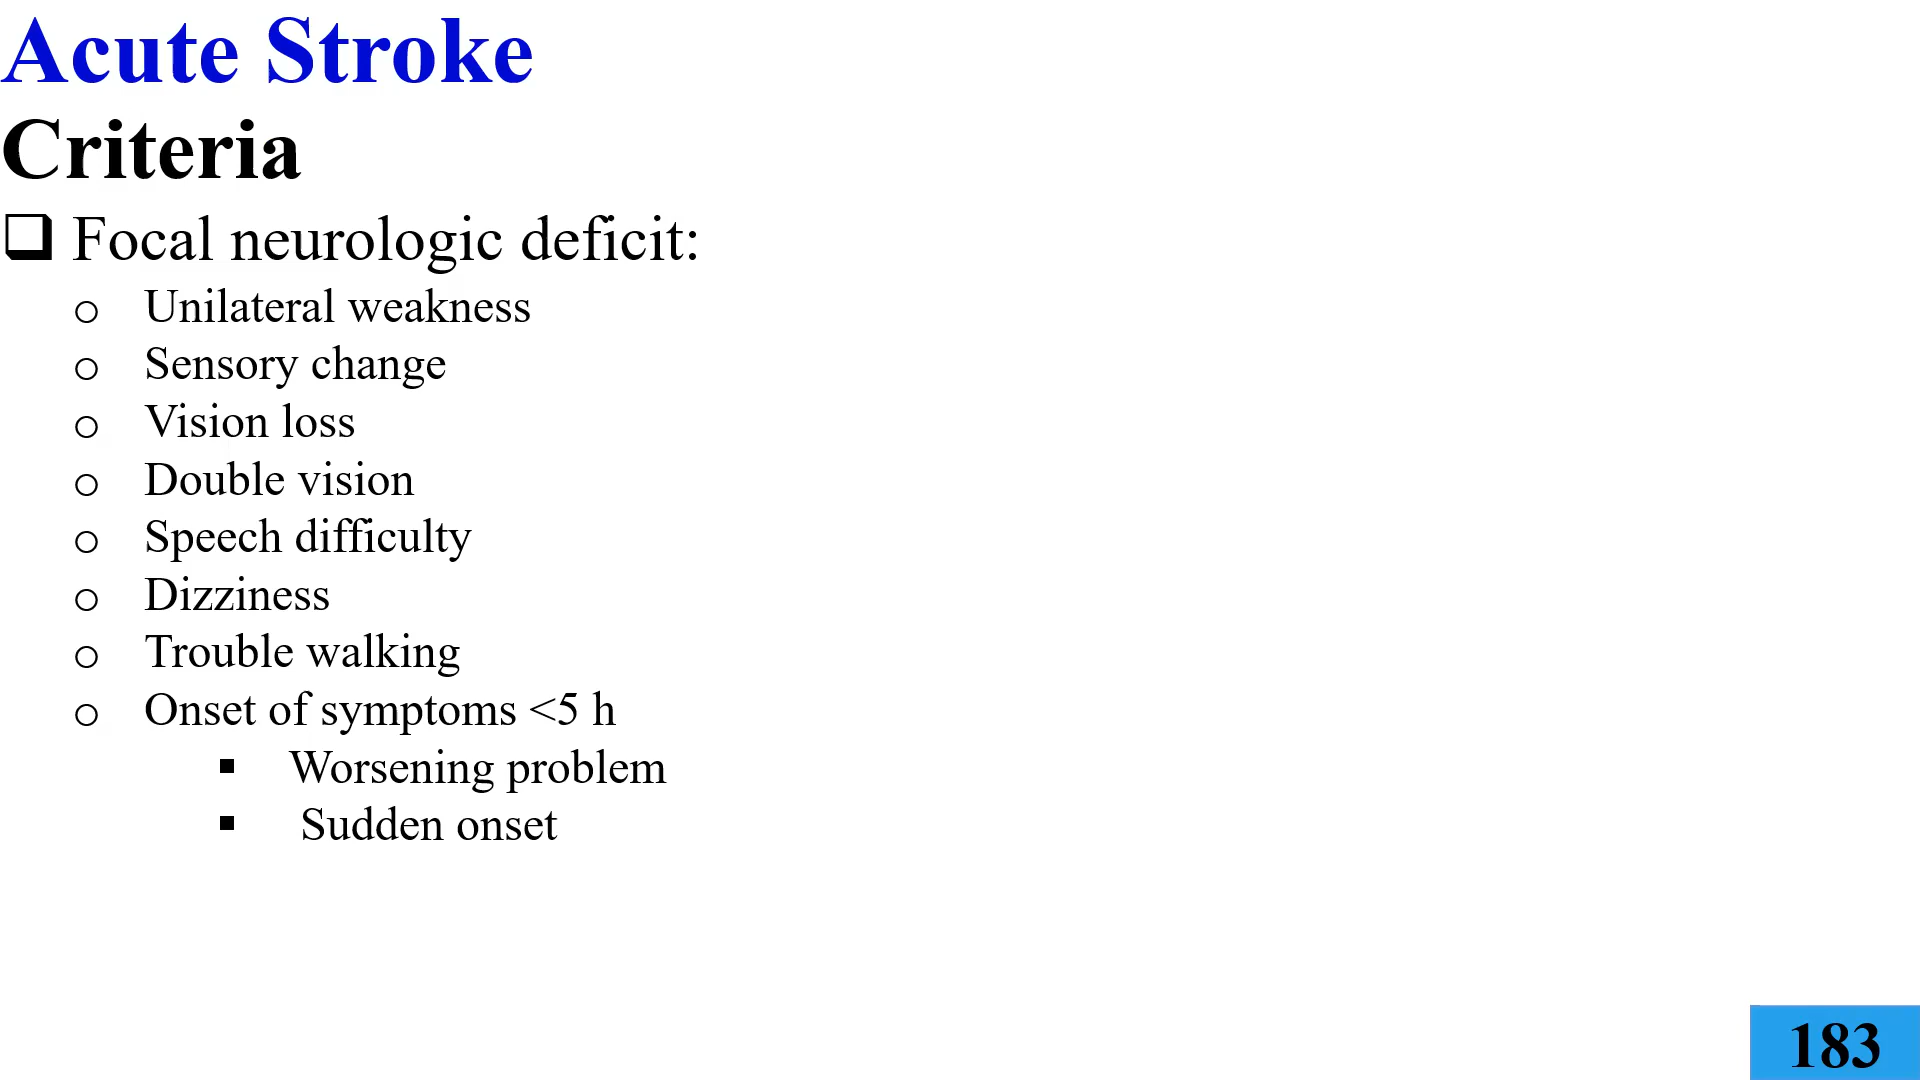 Acute Stroke
Criteria
❑ Focal neurologic deficit:
o Unilateral weakness
o Sensory change
o Vision loss
o Double vision
o Speech difficulty
o Dizziness
o Trouble walking
o Onset of symptoms <5 h
▪ Worsening problem
▪ Sudden onset
183